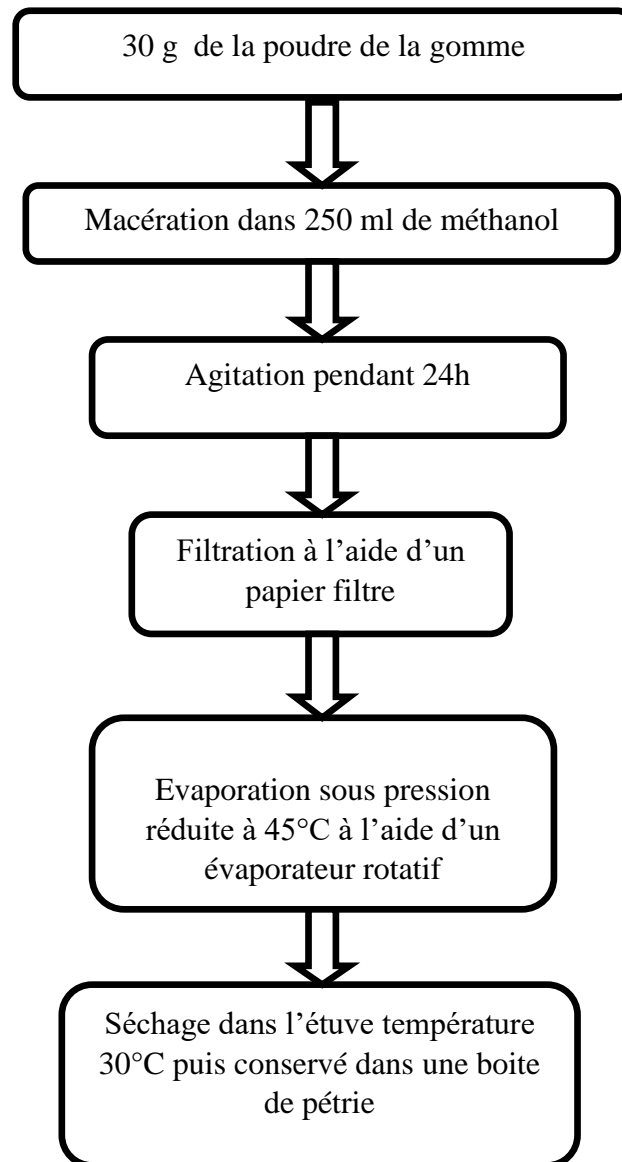 30 g de la poudre de la gomme
Macération dans 250 ml de méthanol
Agitation pendant 24h
Filtration à l’aide d’un
papier filtre
Evaporation sous pression
réduite à 45°C à l’aide d’un
évaporateur rotatif
Séchage dans l’étuve température
30°C puis conservé dans une boite
de pétrie